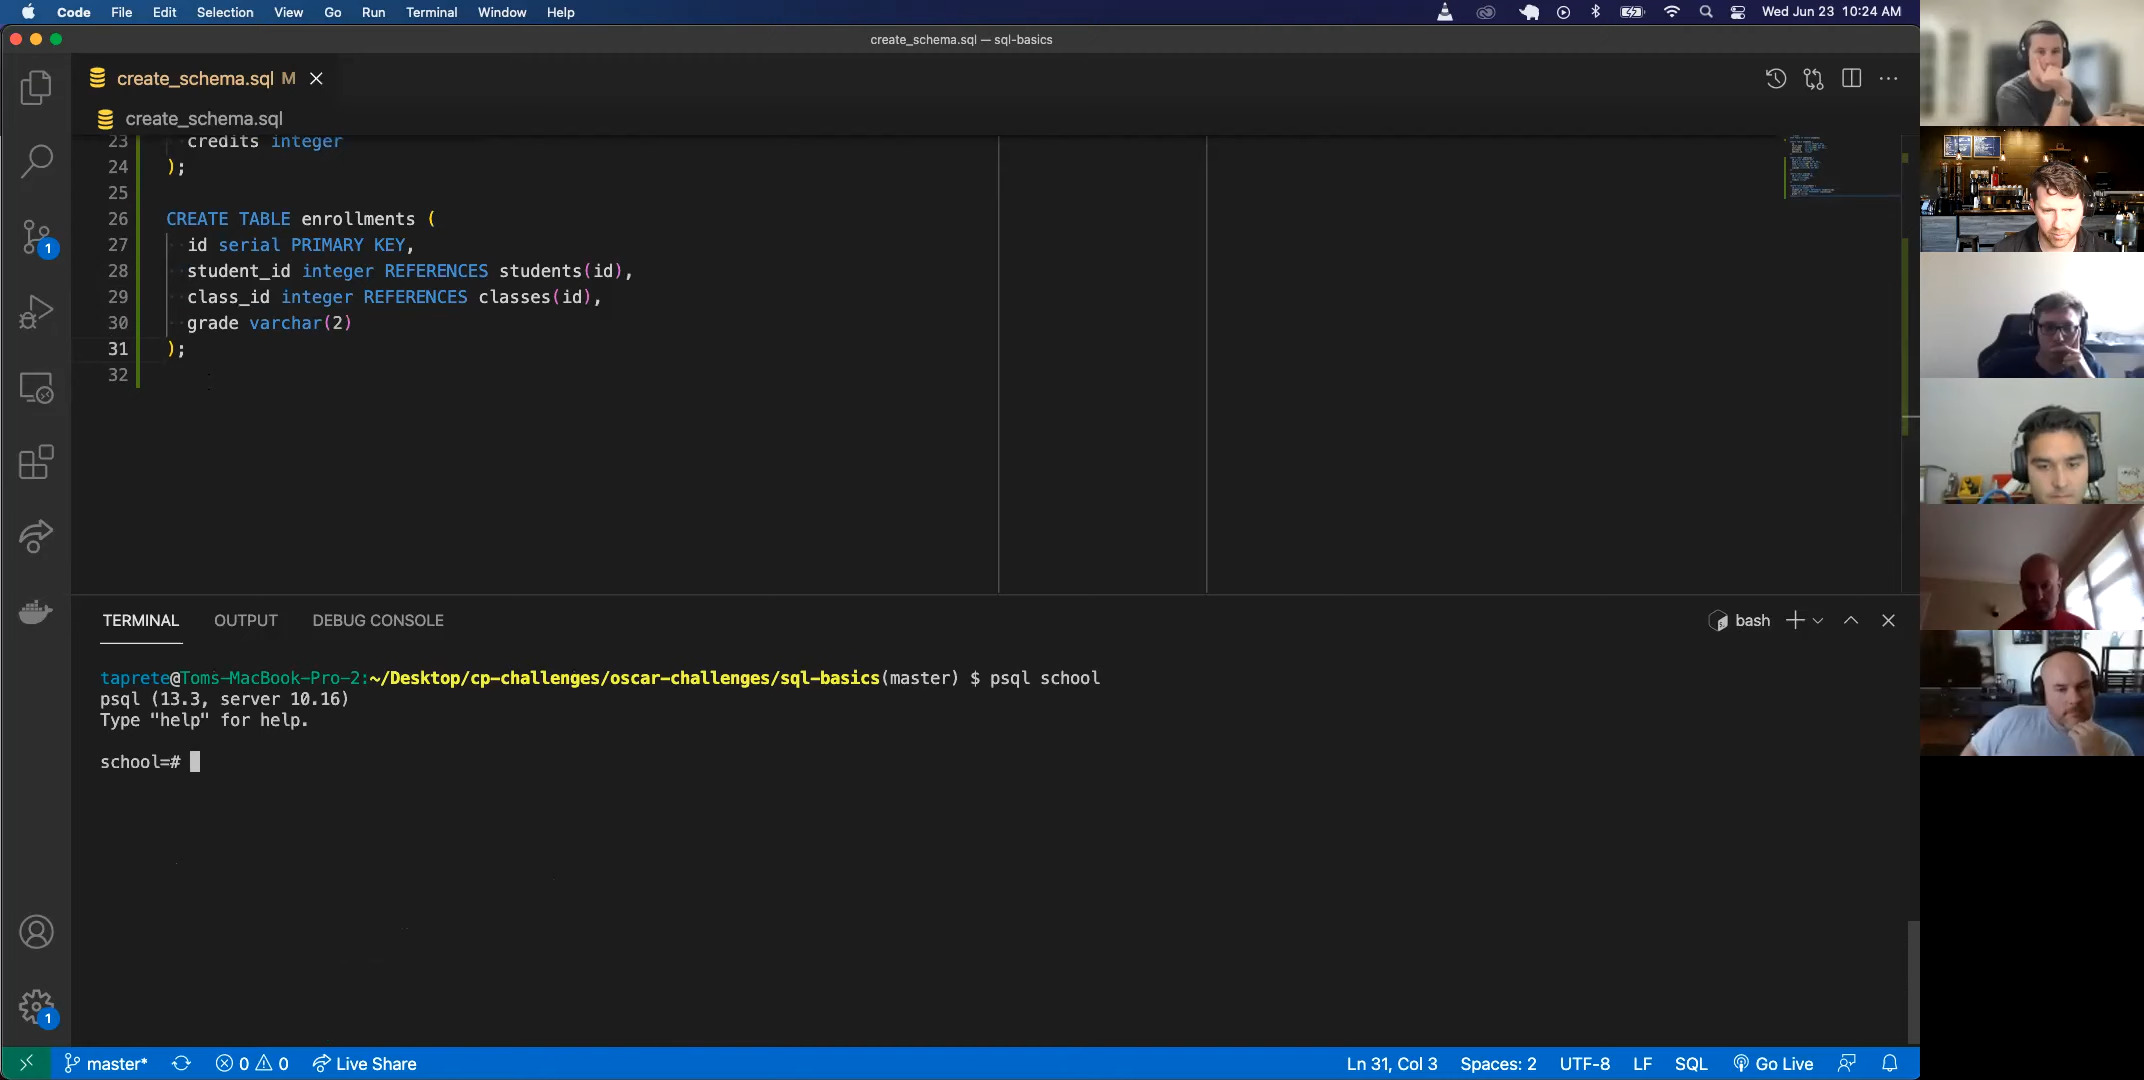 Code File Edit Selection View Go Run Terminal Window Help Wed Jun 23 10:24 AM
create_schema.sql — sql-basics
create_schema.sql M
create_schema.sql
23 credits integer
24 );
25
26 CREATE TABLE enrollments (
27 id serial PRIMARY KEY,
28 student_id integer REFERENCES students(id),
29 class_id integer REFERENCES classes(id),
30 grade varchar(2)
31 );
32
1
TERMINAL OUTPUT DEBUG CONSOLE bash
taprete@Toms-MacBook-Pro-2:~/Desktop/cp-challenges/oscar-challenges/sql-basics(master) $ psql school
psql (13.3, server 10.16)
Type "help" for help.
school=#
1
master* 0 0 Live Share Ln 31, Col 3 Spaces: 2 UTF-8 LF SQL Go Live